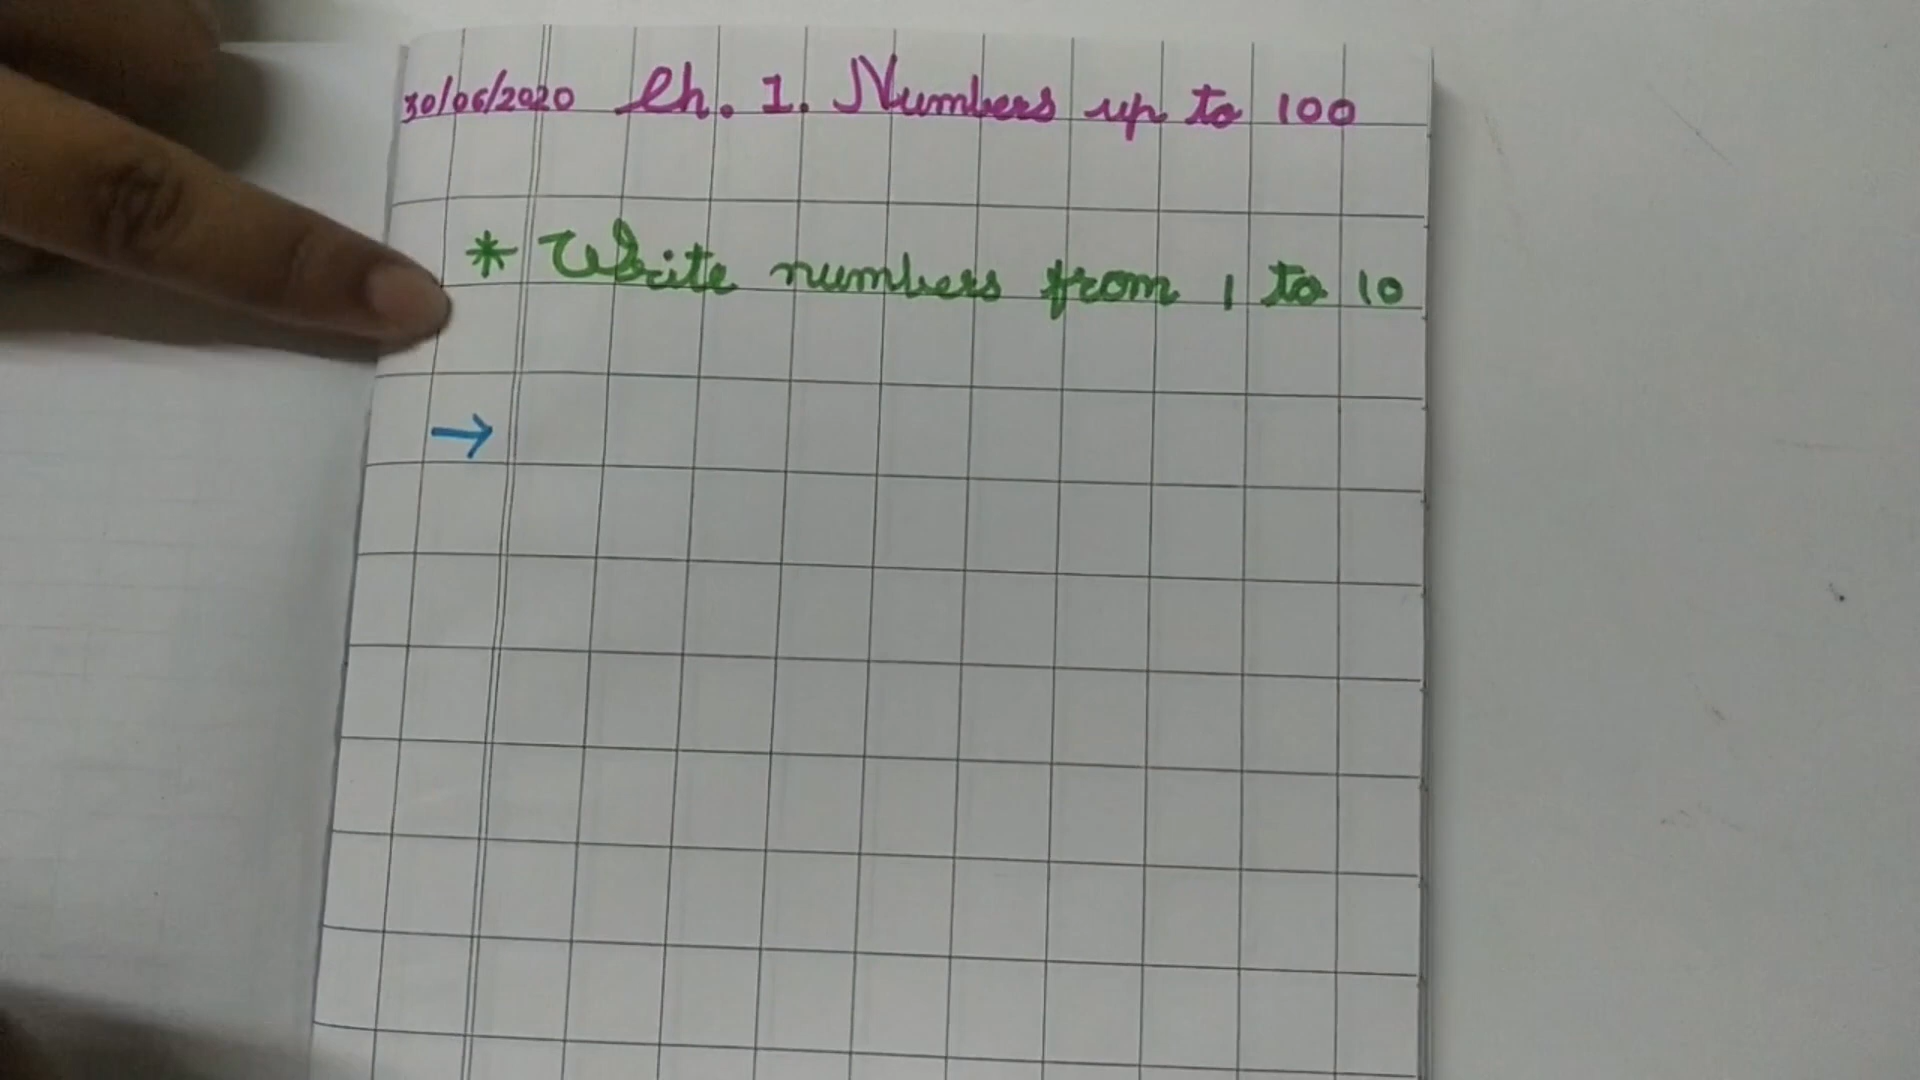 30/06/2020 Ch. 1. Numbers up to 100
* Write numbers from 1 to 10
→